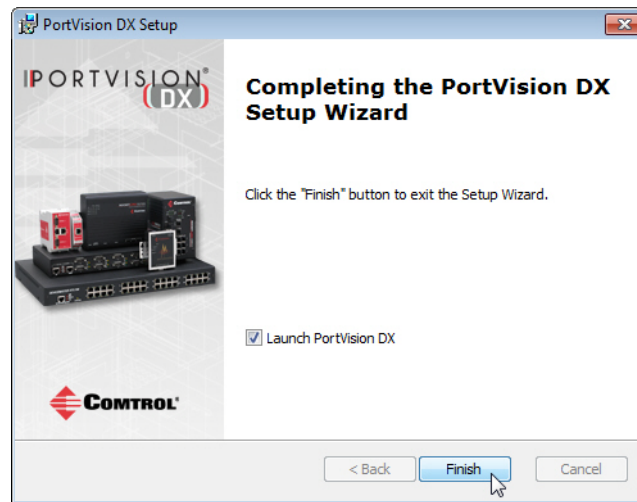 PortVision DX Setup
PORTVISION®
(DX)
Completing the PortVision DX
Setup Wizard
Click the "Finish" button to exit the Setup Wizard.
Launch PortVision DX
COMTROL®
< Back
Finish
Cancel